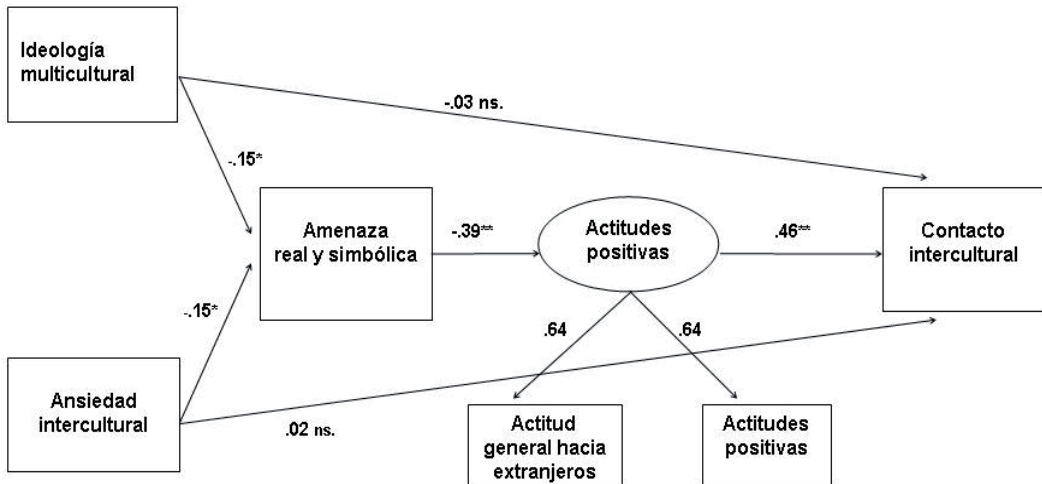 Ideología
multicultural
-.03 ns.
-.15*
Amenaza
real y simbólica
-.39**
Actitudes
positivas
.46**
Contacto
intercultural
-.15*
.64
.64
Ansiedad
intercultural
.02 ns.
Actitud
general hacia
extranjeros
Actitudes
positivas